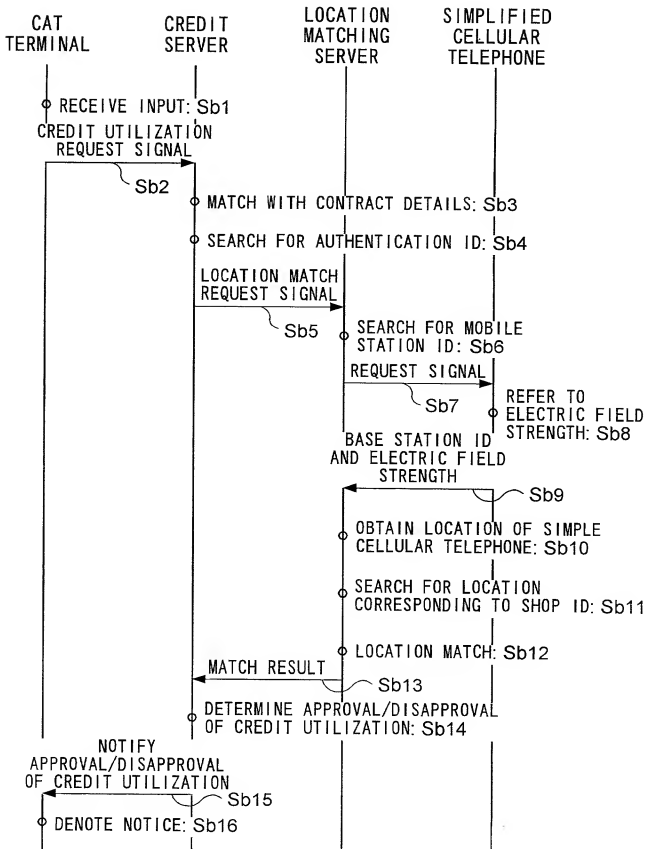 CAT
TERMINAL
CREDIT
SERVER
LOCATION
MATCHING
SERVER
SIMPLIFIED
CELLULAR
TELEPHONE
RECEIVE INPUT: Sb1
CREDIT UTILIZATION
REQUEST SIGNAL
Sb2
MATCH WITH CONTRACT DETAILS: Sb3
SEARCH FOR AUTHENTICATION ID: Sb4
LOCATION MATCH
REQUEST SIGNAL
Sb5
SEARCH FOR MOBILE
STATION ID: Sb6
REQUEST SIGNAL
Sb7
REFER TO
ELECTRIC FIELD
STRENGTH: Sb8
BASE STATION ID
AND ELECTRIC FIELD
STRENGTH
Sb9
OBTAIN LOCATION OF SIMPLE
CELLULAR TELEPHONE: Sb10
SEARCH FOR LOCATION
CORRESPONDING TO SHOP ID: Sb11
LOCATION MATCH: Sb12
MATCH RESULT
Sb13
DETERMINE APPROVAL/DISAPPROVAL
OF CREDIT UTILIZATION: Sb14
NOTIFY
APPROVAL/DISAPPROVAL
OF CREDIT UTILIZATION
Sb15
DENOTE NOTICE: Sb16